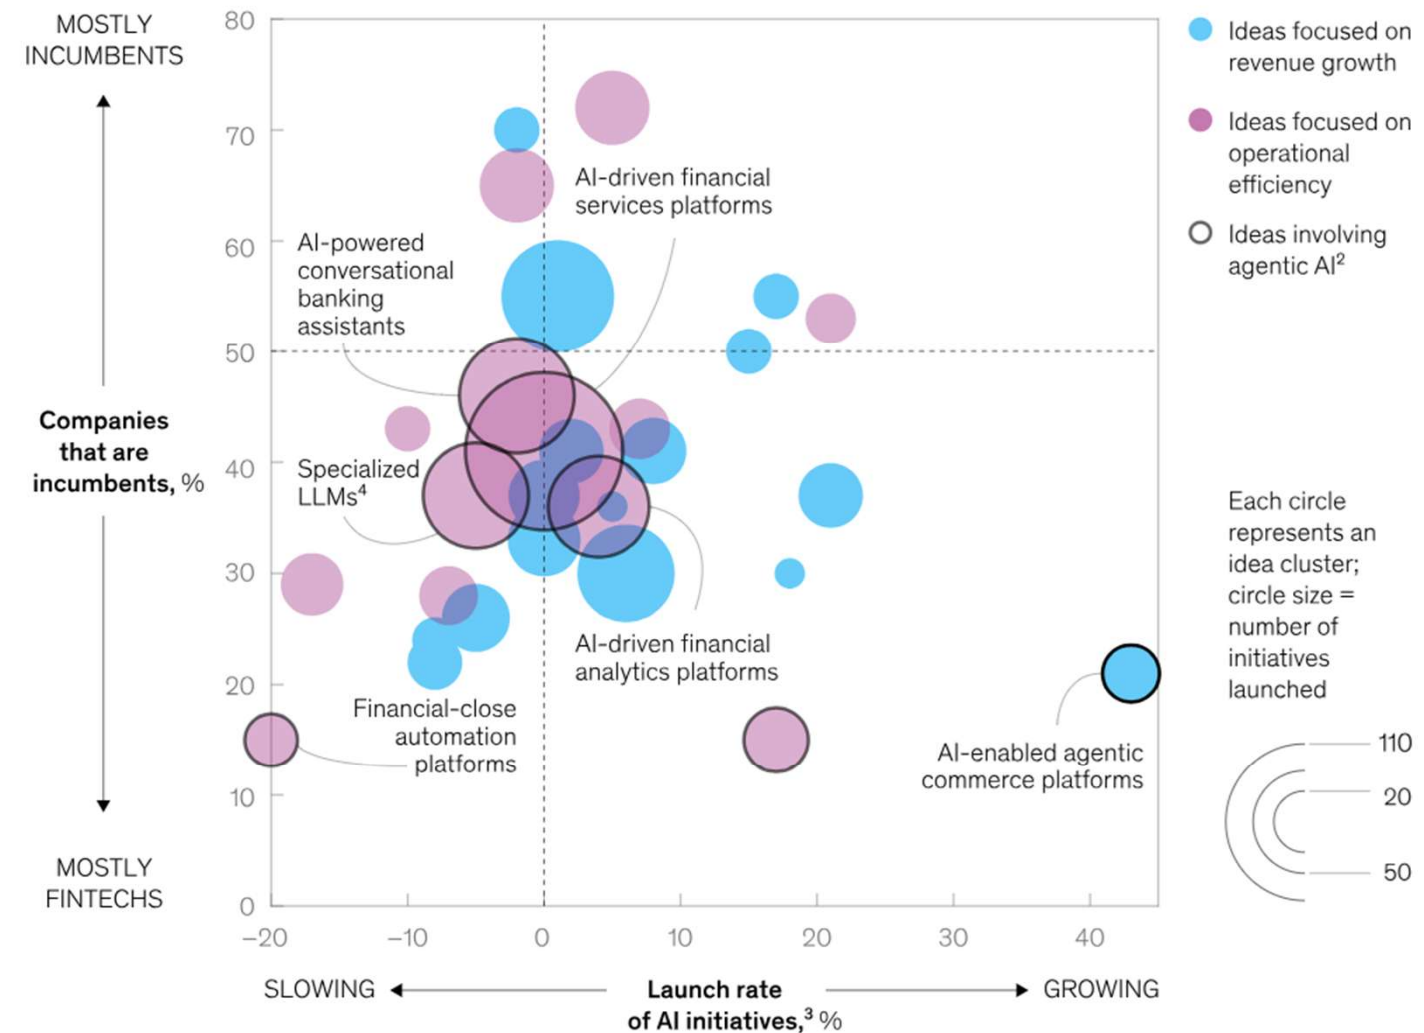 MOSTLY
INCUMBENTS
Companies
that are
incumbents, %
MOSTLY
FINTECHS
80
70
60
50
40
30
20
10
0
–20
–10
0
10
20
30
40
SLOWING
Launch rate
of AI initiatives,³ %
GROWING
AI-driven financial
services platforms
AI-powered
conversational
banking
assistants
Specialized
LLMs⁴
AI-driven financial
analytics platforms
Financial-close
automation
platforms
AI-enabled agentic
commerce platforms
Ideas focused on
revenue growth
Ideas focused on
operational
efficiency
Ideas involving
agentic AI²
Each circle
represents an
idea cluster;
circle size =
number of
initiatives
launched
110
20
50